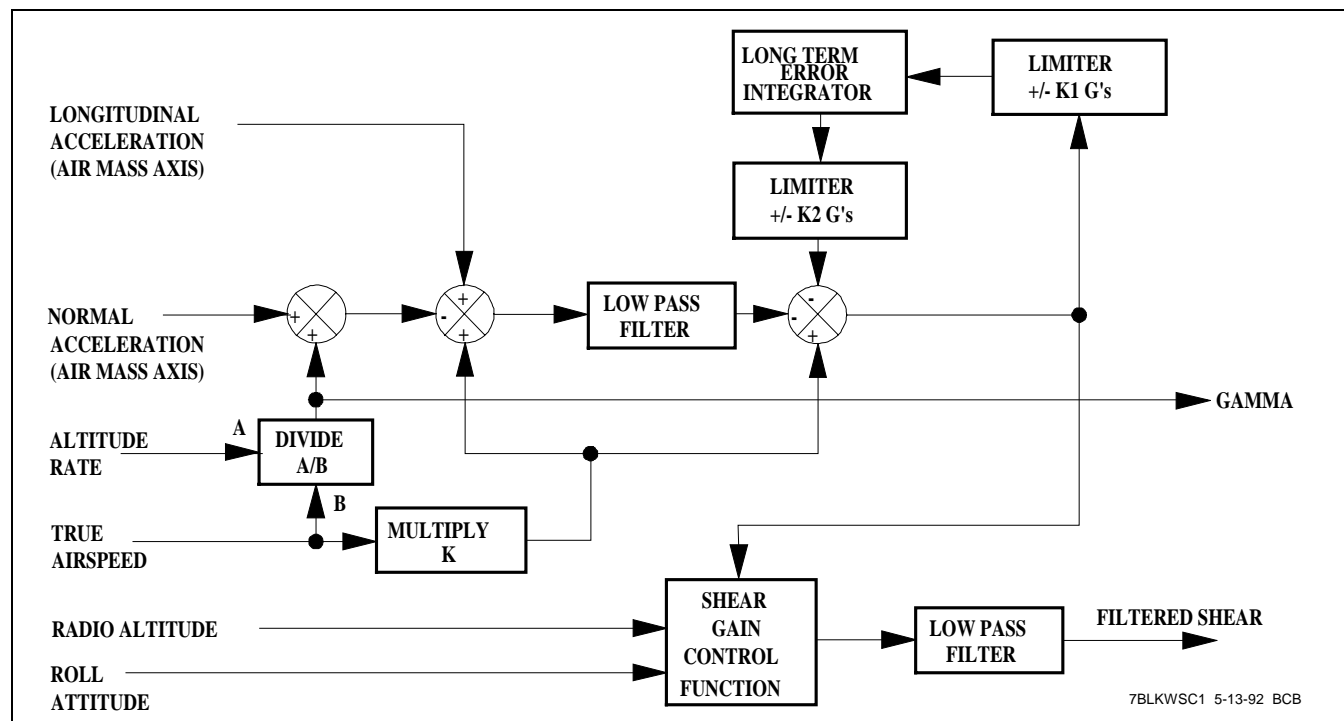 LONG TERM
ERROR
INTEGRATOR
LIMITER
+/- K1 G's
LONGITUDINAL
ACCELERATION
(AIR MASS AXIS)
LIMITER
+/- K2 G's
+
-
+
-
-
+
+
+
NORMAL
ACCELERATION
(AIR MASS AXIS)
LOW PASS
FILTER
GAMMA
ALTITUDE
RATE
A
DIVIDE
A/B
B
TRUE
AIRSPEED
MULTIPLY
K
RADIO ALTITUDE
ROLL
ATTITUDE
SHEAR
GAIN
CONTROL
FUNCTION
LOW PASS
FILTER
FILTERED SHEAR
7BLKWSC1 5-13-92 BCB